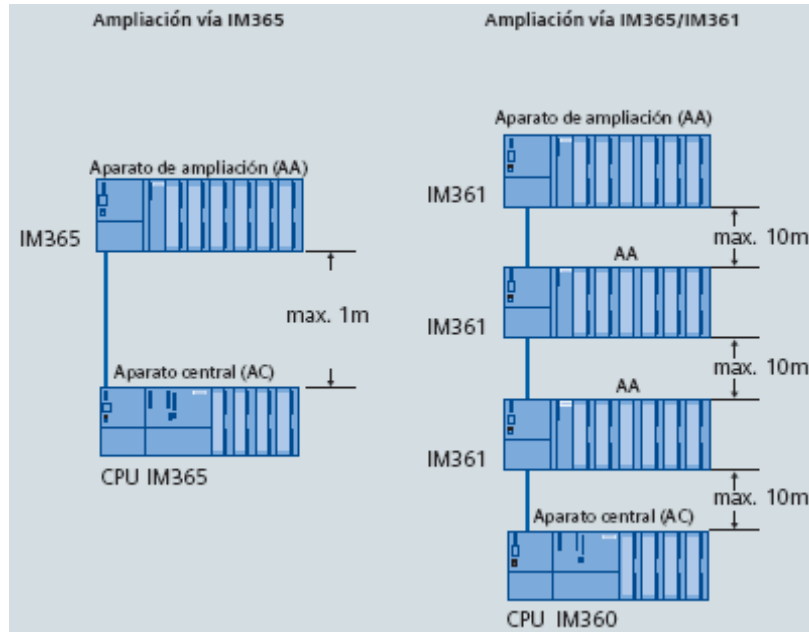 Ampliación vía IM365
Aparato de ampliación (AA)
IM365
max. 1m
Aparato central (AC)
CPU IM365
Ampliación vía IM365/IM361
Aparato de ampliación (AA)
IM361
max. 10m
AA
IM361
max. 10m
AA
IM361
max. 10m
Aparato central (AC)
CPU IM360